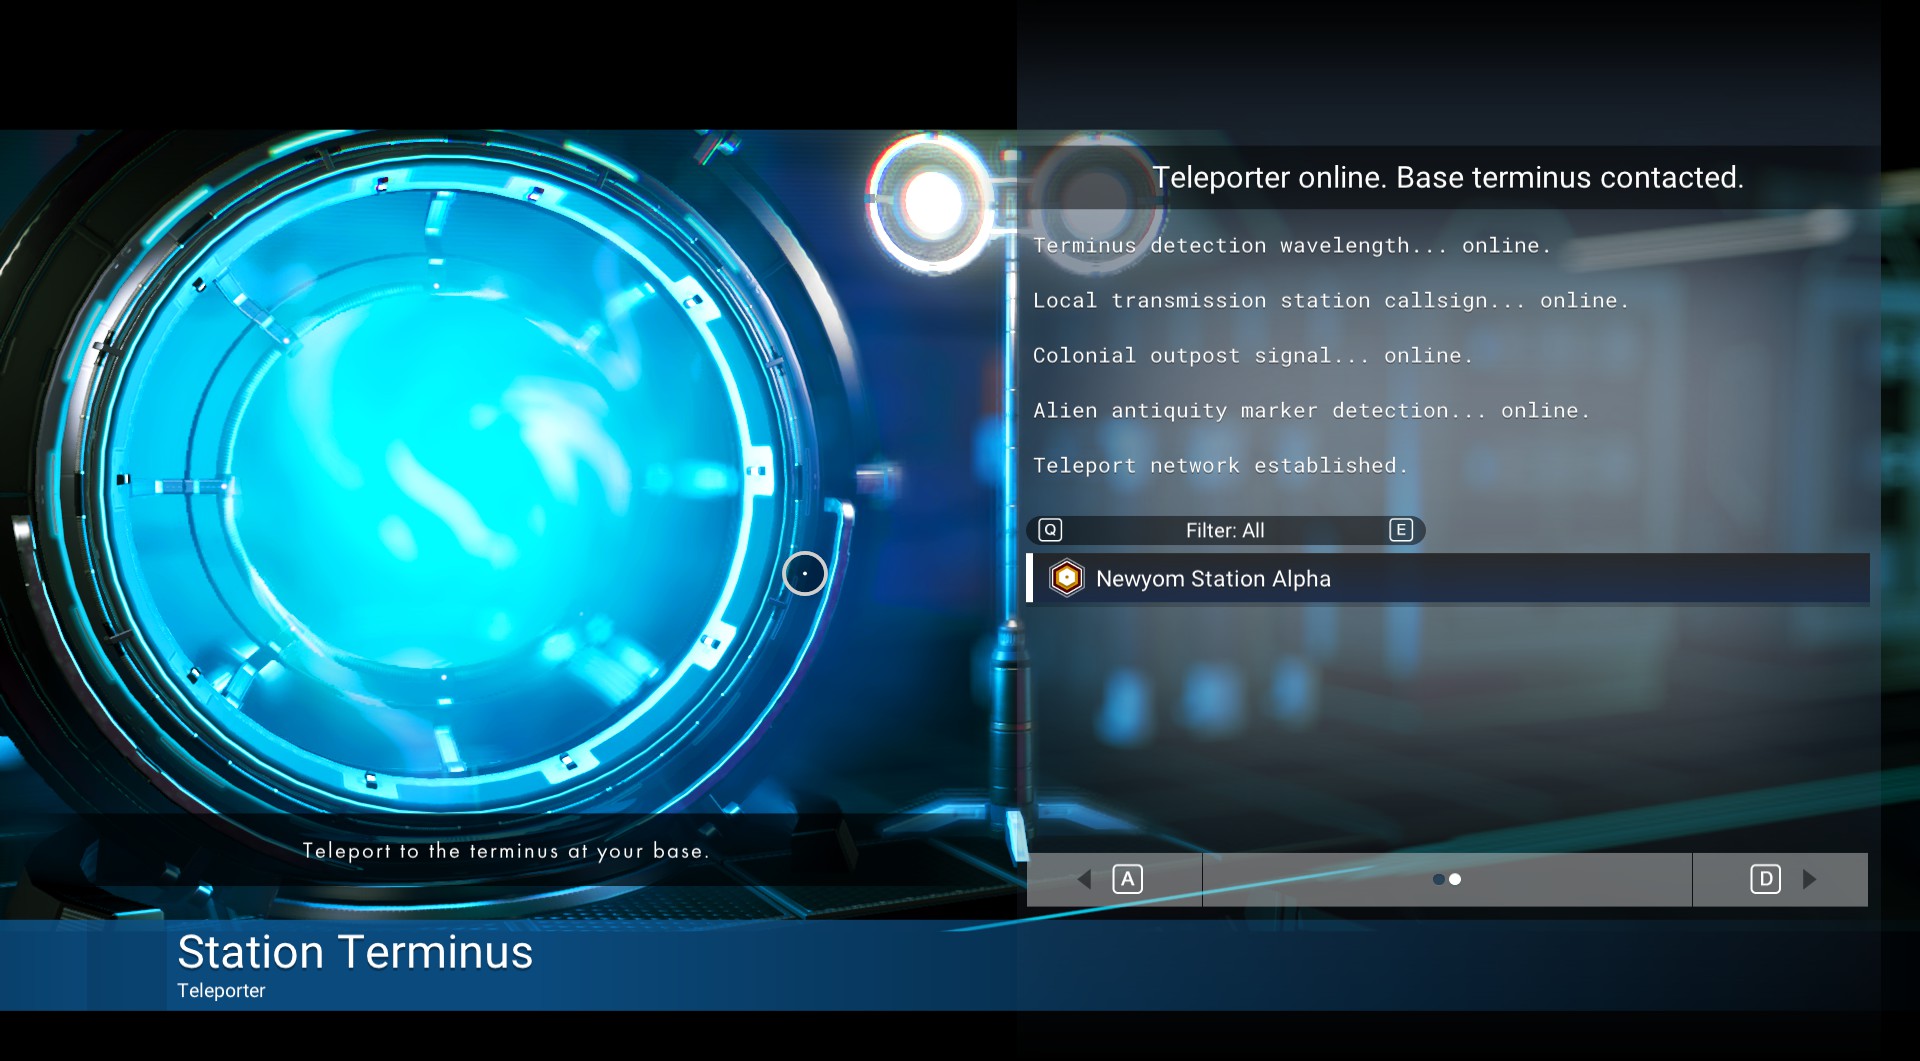 Teleporter online. Base terminus contacted.
Terminus detection wavelength... online.
Local transmission station callsign... online.
Colonial outpost signal... online.
Alien antiquity marker detection... online.
Teleport network established.
Q Filter: All E
Newyom Station Alpha
Teleport to the terminus at your base.
A D
Station Terminus
Teleporter